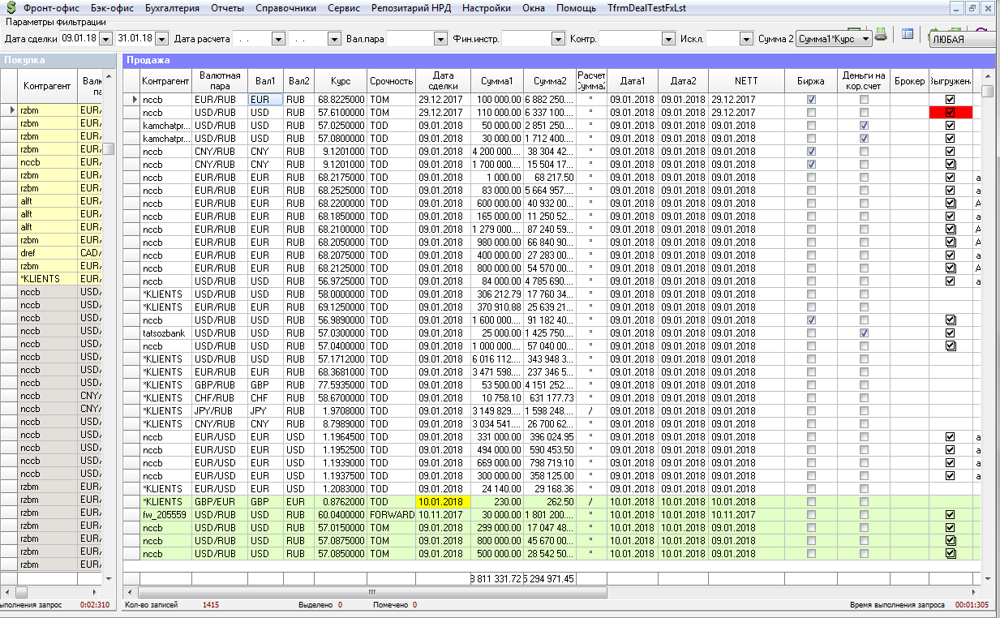 Фронт-офис Бэк-офис Бухгалтерия Отчеты Справочники Сервис Репозитарий НРД Настройки Окна Помощь TfrmDealTestFxLst
Параметры Фильтрации
Дата сделки 09.01.18 31.01.18 Дата расчета . . . . Вал.пара Фин.инстр. Контр. Искл. Сумма 2 Сумма1*Курс ЛЮБАЯ
Покупка
Контрагент
rzbm EUR/
rzbm EUR/
rzbm EUR/
rzbm EUR/
nccb EUR/
rzbm EUR/
rzbm EUR/
alft EUR/
alft EUR/
alft EUR/
rzbm EUR/
dref CAD/
rzbm EUR/
*KLIENTS EUR/
nccb USD/
nccb USD/
nccb USD/
nccb USD/
nccb USD/
nccb USD/
nccb USD/
nccb USD/
nccb CNY/
nccb CNY/
nccb USD/
nccb USD/
nccb USD/
nccb USD/
nccb USD/
rzbm USD/
rzbm EUR/
rzbm USD/
rzbm USD/
rzbm USD/
rzbm EUR/
rzbm EUR/
ыполнения запрос 0:02:310
Продажа
Контрагент Валютная пара Вал1 Вал2 Курс Срочность Дата сделки Сумма1 Сумма2 Расчет Сумма2 Дата1 Дата2 NETT Биржа Деньги на кор.счет Брокер Выгружен
nccb EUR/RUB EUR RUB 68.8225000 TOM 29.12.2017 100 000.00 6 882 250.... * 09.01.2018 09.01.2018 29.12.2017
nccb USD/RUB USD RUB 57.6100000 TOM 29.12.2017 110 000.00 6 337 100.... * 09.01.2018 09.01.2018 29.12.2017
kamchatpr... USD/RUB USD RUB 57.0250000 TOD 09.01.2018 50 000.00 2 851 250.... * 09.01.2018 09.01.2018 09.01.2018
kamchatpr... USD/RUB USD RUB 57.0800000 TOD 09.01.2018 30 000.00 1 712 400.... * 09.01.2018 09.01.2018 09.01.2018
nccb CNY/RUB CNY RUB 9.1201000 TOD 09.01.2018 4 200 000.... 38 304 42... * 09.01.2018 09.01.2018 09.01.2018
nccb CNY/RUB CNY RUB 9.1201000 TOD 09.01.2018 1 700 000.... 15 504 17... * 09.01.2018 09.01.2018 09.01.2018
nccb EUR/RUB EUR RUB 68.2175000 TOD 09.01.2018 1 000.00 68 217.50 * 09.01.2018 09.01.2018 09.01.2018
nccb EUR/RUB EUR RUB 68.2525000 TOD 09.01.2018 83 000.00 5 664 957.... * 09.01.2018 09.01.2018 09.01.2018
nccb EUR/RUB EUR RUB 68.2200000 TOD 09.01.2018 600 000.00 40 932 00... * 09.01.2018 09.01.2018 09.01.2018
nccb EUR/RUB EUR RUB 68.1850000 TOD 09.01.2018 165 000.00 11 250 52... * 09.01.2018 09.01.2018 09.01.2018
nccb EUR/RUB EUR RUB 68.2100000 TOD 09.01.2018 1 279 000.... 87 240 59... * 09.01.2018 09.01.2018 09.01.2018
nccb EUR/RUB EUR RUB 68.2050000 TOD 09.01.2018 980 000.00 66 840 90... * 09.01.2018 09.01.2018 09.01.2018
nccb EUR/RUB EUR RUB 68.2075000 TOD 09.01.2018 400 000.00 27 283 00... * 09.01.2018 09.01.2018 09.01.2018
nccb EUR/RUB EUR RUB 68.2125000 TOD 09.01.2018 800 000.00 54 570 00... * 09.01.2018 09.01.2018 09.01.2018
nccb USD/RUB USD RUB 56.9725000 TOD 09.01.2018 84 000.00 4 785 690.... * 09.01.2018 09.01.2018 09.01.2018
*KLIENTS USD/RUB USD RUB 58.0000000 TOD 09.01.2018 306 212.79 17 760 34... * 09.01.2018 09.01.2018 09.01.2018
*KLIENTS EUR/RUB EUR RUB 69.1250000 TOD 09.01.2018 370 910.88 25 639 21... * 09.01.2018 09.01.2018 09.01.2018
nccb USD/RUB USD RUB 56.9890000 TOD 09.01.2018 1 600 000.... 91 182 40... * 09.01.2018 09.01.2018 09.01.2018
tatsozbank USD/RUB USD RUB 57.0300000 TOD 09.01.2018 25 000.00 1 425 750.... * 09.01.2018 09.01.2018 09.01.2018
nccb USD/RUB USD RUB 57.0400000 TOD 09.01.2018 1 000 000.... 57 040 00... * 09.01.2018 09.01.2018 09.01.2018
*KLIENTS USD/RUB USD RUB 57.1712000 TOD 09.01.2018 6 016 112.... 343 948 3... * 09.01.2018 09.01.2018 09.01.2018
*KLIENTS EUR/RUB EUR RUB 68.3681000 TOD 09.01.2018 3 471 598.... 237 346 5... * 09.01.2018 09.01.2018 09.01.2018
*KLIENTS GBP/RUB GBP RUB 77.5935000 TOD 09.01.2018 53 500.00 4 151 252.... * 09.01.2018 09.01.2018 09.01.2018
*KLIENTS CHF/RUB CHF RUB 58.6700000 TOD 09.01.2018 10 758.10 631 177.73 * 09.01.2018 09.01.2018 09.01.2018
*KLIENTS JPY/RUB JPY RUB 1.9708000 TOD 09.01.2018 3 149 829.... 1 598 248.... / 09.01.2018 09.01.2018 09.01.2018
*KLIENTS CNY/RUB CNY RUB 8.7989000 TOD 09.01.2018 3 034 541.... 26 700 62... * 09.01.2018 09.01.2018 09.01.2018
nccb EUR/USD EUR USD 1.1964500 TOD 09.01.2018 331 000.00 396 024.95 * 09.01.2018 09.01.2018 09.01.2018
nccb EUR/USD EUR USD 1.1952500 TOD 09.01.2018 494 000.00 590 453.50 * 09.01.2018 09.01.2018 09.01.2018
nccb EUR/USD EUR USD 1.1939000 TOD 09.01.2018 669 000.00 798 719.10 * 09.01.2018 09.01.2018 09.01.2018
nccb EUR/USD EUR USD 1.1937500 TOD 09.01.2018 300 000.00 358 125.00 * 09.01.2018 09.01.2018 09.01.2018
*KLIENTS EUR/USD EUR USD 1.2083000 TOD 09.01.2018 24 140.00 29 168.36 * 09.01.2018 09.01.2018 09.01.2018
*KLIENTS GBP/EUR GBP EUR 0.8762000 TOD 10.01.2018 230.00 262.50 / 10.01.2018 10.01.2018 10.01.2018
fw_205559 USD/RUB USD RUB 60.0400000 FORWARD 10.11.2017 30 000.00 1 801 200.... * 10.01.2018 10.01.2018 10.11.2017
nccb USD/RUB USD RUB 57.0150000 TOM 09.01.2018 299 000.00 17 047 48... * 10.01.2018 10.01.2018 09.01.2018
nccb USD/RUB USD RUB 57.0875000 TOM 09.01.2018 800 000.00 45 670 00... * 10.01.2018 10.01.2018 09.01.2018
nccb USD/RUB USD RUB 57.0850000 TOM 09.01.2018 500 000.00 28 542 50... * 10.01.2018 10.01.2018 09.01.2018
8 811 331.72 5 294 971.45
Кол-во записей 1415 Выделено 0 Помечено 0 Время выполнения запроса 00:01:305